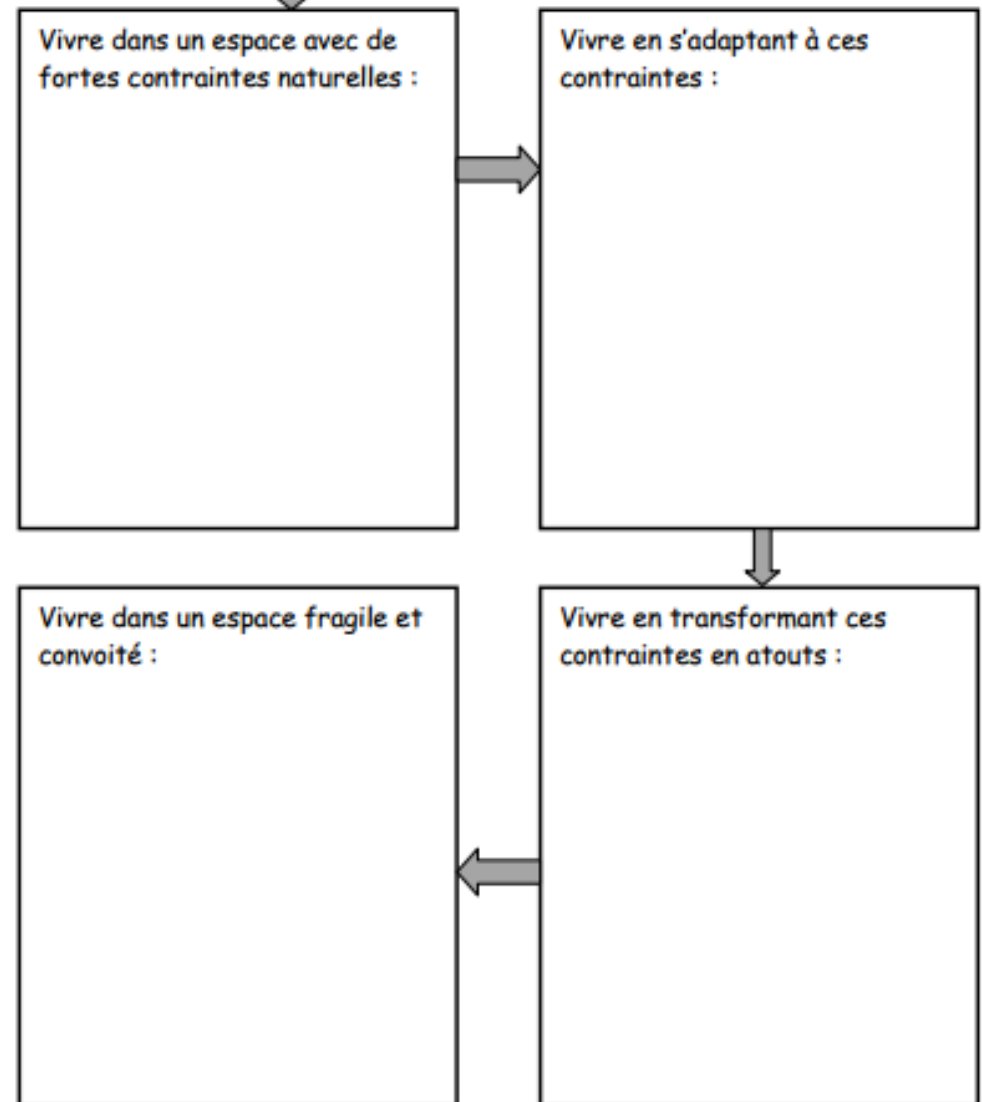 Vivre dans un espace avec de
fortes contraintes naturelles :
Vivre en s'adaptant à ces
contraintes :
Vivre dans un espace fragile et
convoité :
Vivre en transformant ces
contraintes en atouts :